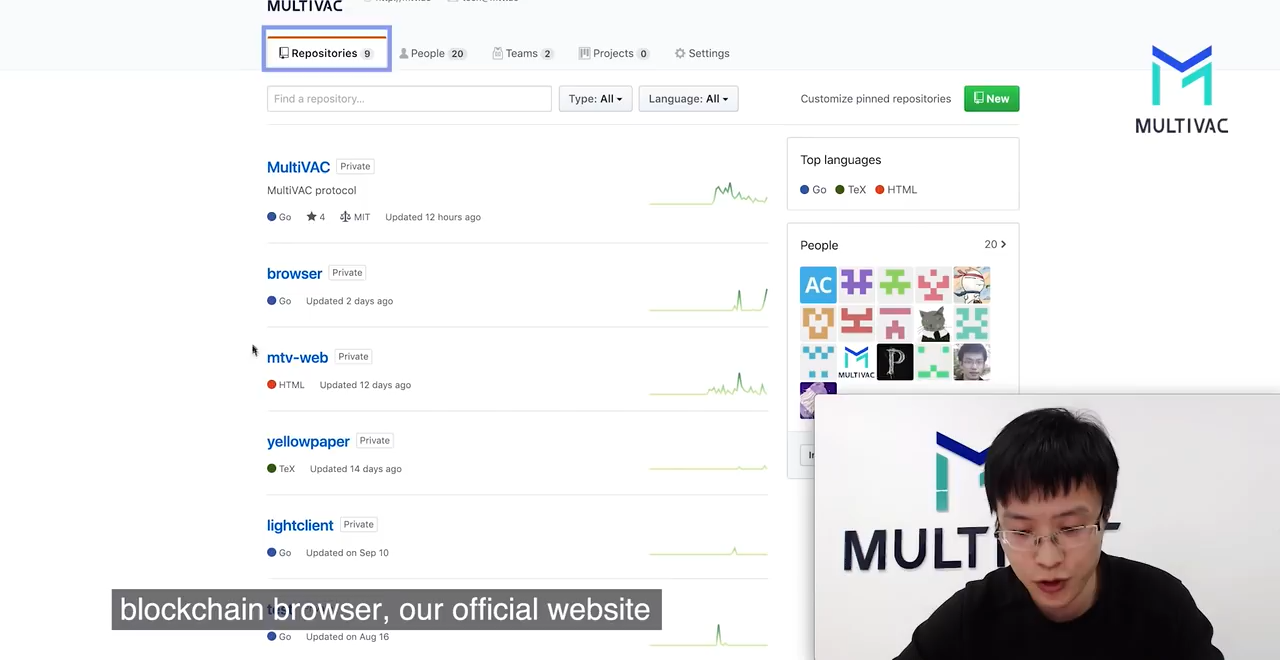 MULTIVAC
Repositories 9
People 20
Teams 2
Projects 0
Settings
Find a repository...
Type: All
Language: All
Customize pinned repositories
New
MULTIVAC
MultiVAC Private
MultiVAC protocol
Go 4 MIT Updated 12 hours ago
browser Private
Go Updated 2 days ago
mtv-web Private
HTML Updated 12 days ago
yellowpaper Private
TeX Updated 14 days ago
lightclient Private
Go Updated on Sep 10
Go Updated on Aug 16
Top languages
Go TeX HTML
People 20
AC
MULTIVAC
P
blockchain browser, our official website